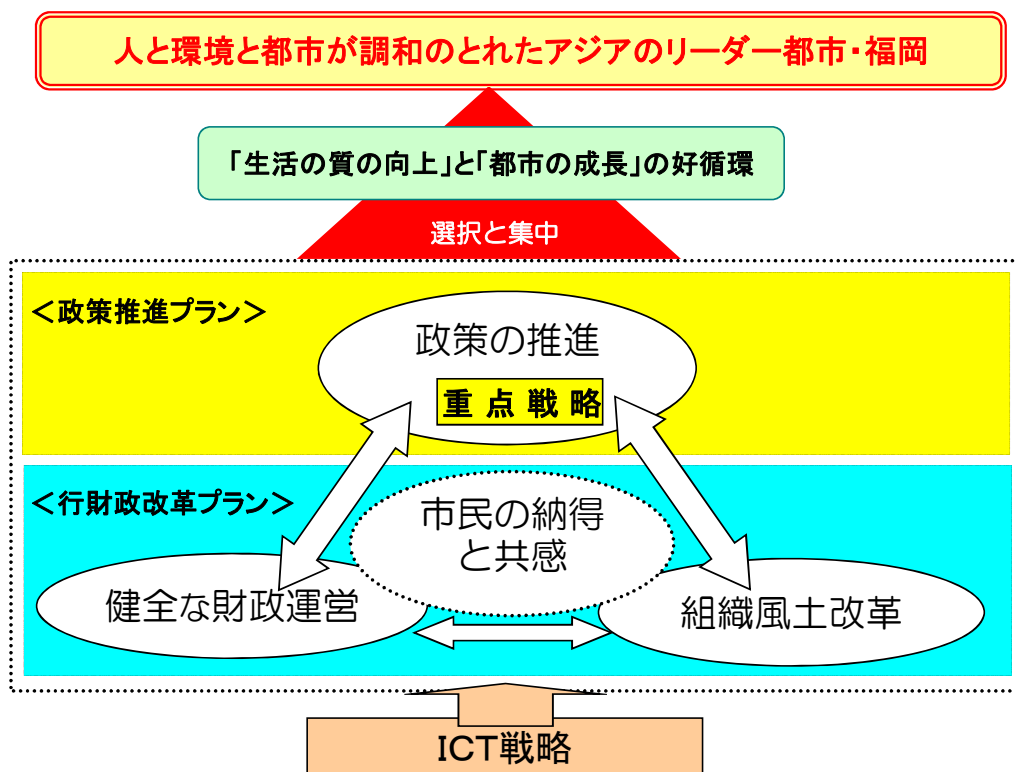 人と環境と都市が調和のとれたアジアのリーダー都市・福岡
「生活の質の向上」と「都市の成長」の好循環
選択と集中
＜政策推進プラン＞
政策の推進
重点戦略
＜行財政改革プラン＞
市民の納得
と共感
健全な財政運営
組織風土改革
ICT戦略